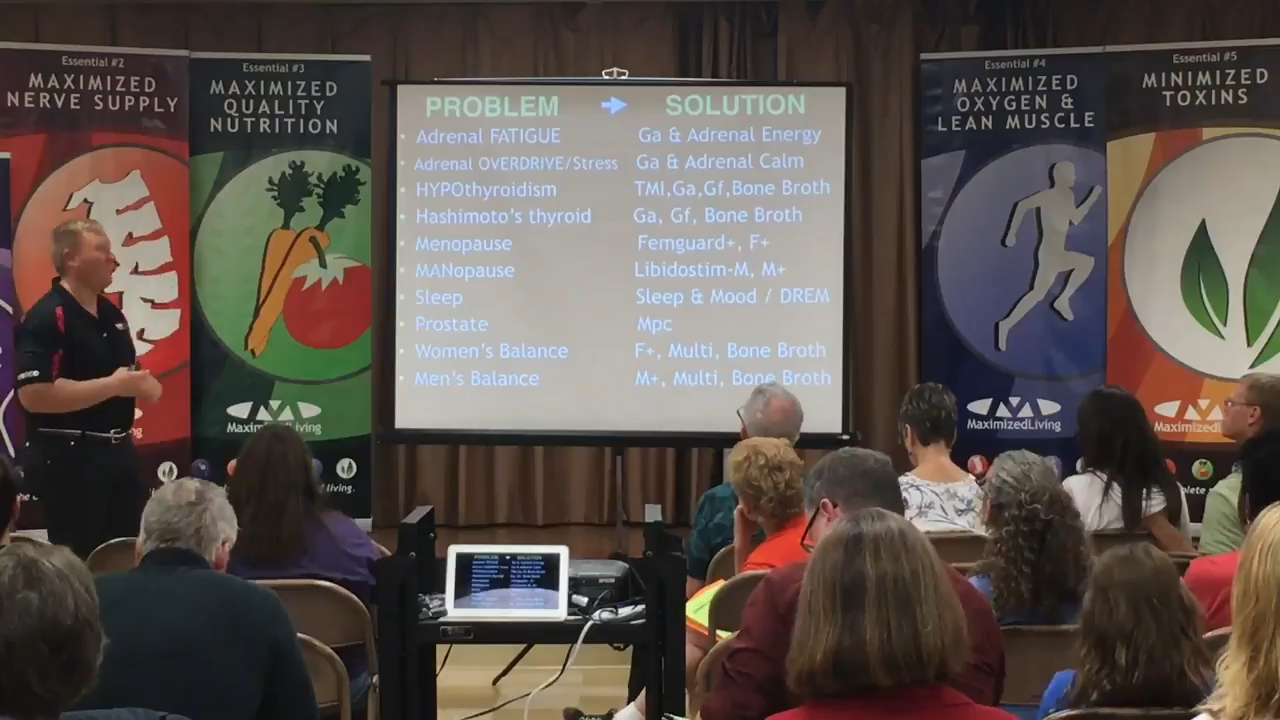 Essential #2
MAXIMIZED
NERVE SUPPLY
Essential #3
MAXIMIZED
QUALITY
NUTRITION
MaximizedLiving
PROBLEM → SOLUTION
• Adrenal FATIGUE Ga & Adrenal Energy
• Adrenal OVERDRIVE/Stress Ga & Adrenal Calm
• HYPOthyroidism TMI,Ga,Gf,Bone Broth
• Hashimoto's thyroid Ga, Gf, Bone Broth
• Menopause Femguard+, F+
• MANopause Libidostim-M, M+
• Sleep Sleep & Mood / DREM
• Prostate Mpc
• Women's Balance F+, Multi, Bone Broth
• Men's Balance M+, Multi, Bone Broth
Essential #4
MAXIMIZED
OXYGEN &
LEAN MUSCLE
MaximizedLiving
Essential #5
MINIMIZED
TOXINS
MaximizedLi
PROBLEM SOLUTION